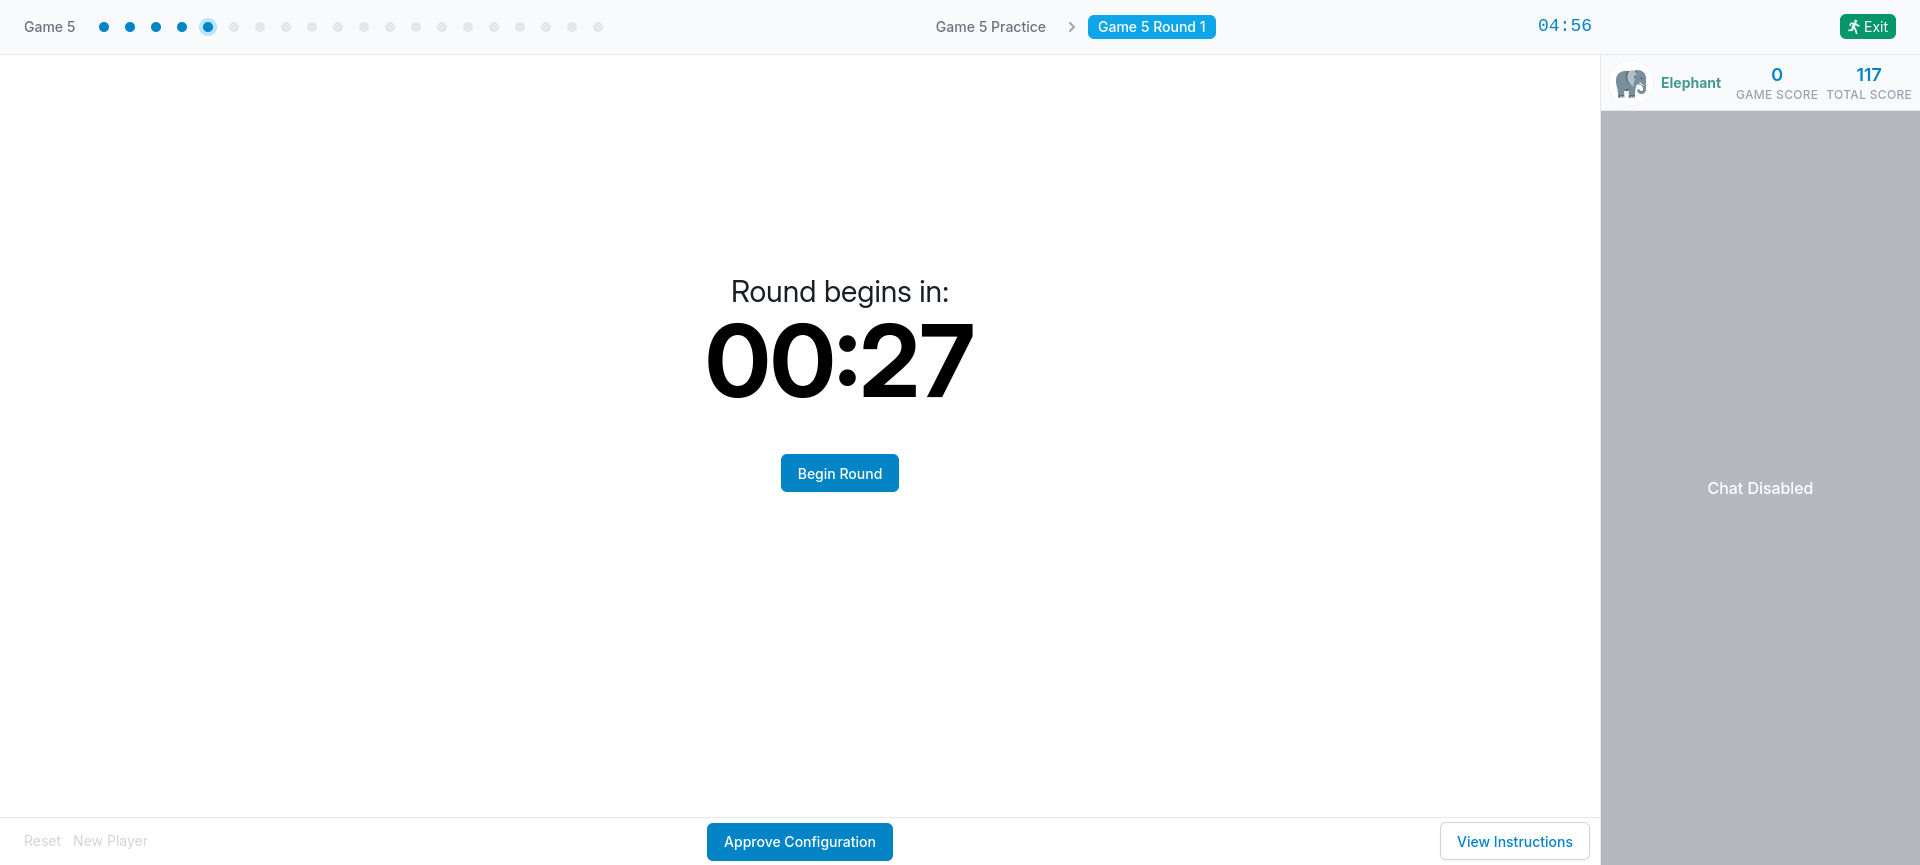 Game 5
Game 5 Practice
Game 5 Round 1
04:56
Exit
Elephant
0
GAME SCORE
117
TOTAL SCORE
Round begins in:
00:27
Begin Round
Chat Disabled
Reset
New Player
Approve Configuration
View Instructions